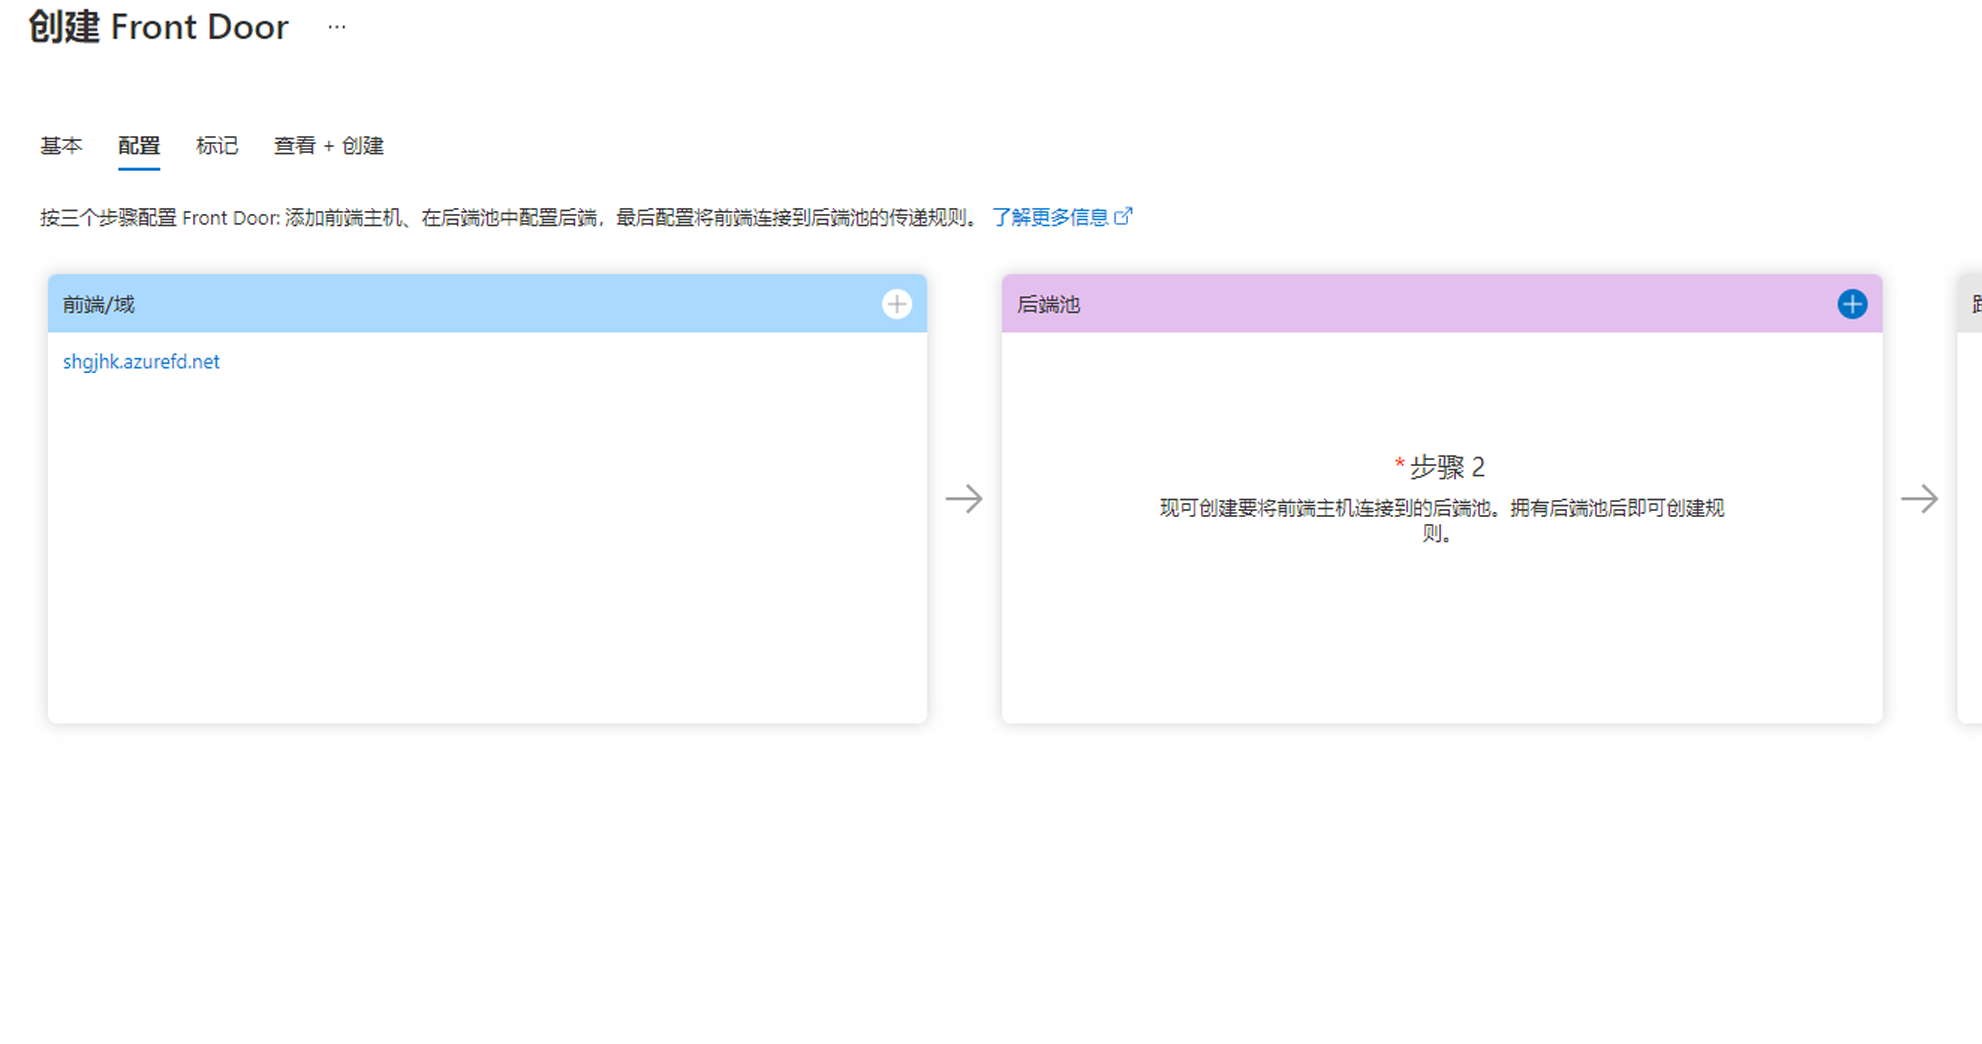 创建 Front Door ···
基本 配置 标记 查看 + 创建
按三个步骤配置 Front Door: 添加前端主机、在后端池中配置后端，最后配置将前端连接到后端池的传递规则。 了解更多信息
前端/域
shgjhk.azurefd.net
后端池
*步骤 2
现可创建要将前端主机连接到的后端池。拥有后端池后即可创建规
则。